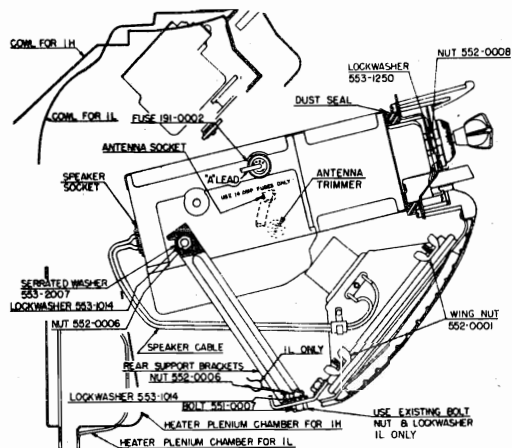 COWL FOR 1H
COWL FOR 1L
FUSE 191-0002
ANTENNA SOCKET
SPEAKER
SOCKET
"A" LEAD
USE 15 AMP FUSES ONLY
ANTENNA
TRIMMER
DUST SEAL
LOCKWASHER
553-1250
NUT 552-0008
SERRATED WASHER
553-2007
LOCKWASHER 553-1014
NUT 552-0006
SPEAKER CABLE
REAR SUPPORT BRACKETS
1L ONLY
NUT 552-0006
LOCKWASHER 553-1014
BOLT 551-0007
WING NUT
552-0001
USE EXISTING BOLT
NUT & LOCKWASHER
1L ONLY
HEATER PLENIUM CHAMBER FOR 1H
HEATER PLENIUM CHAMBER FOR 1L